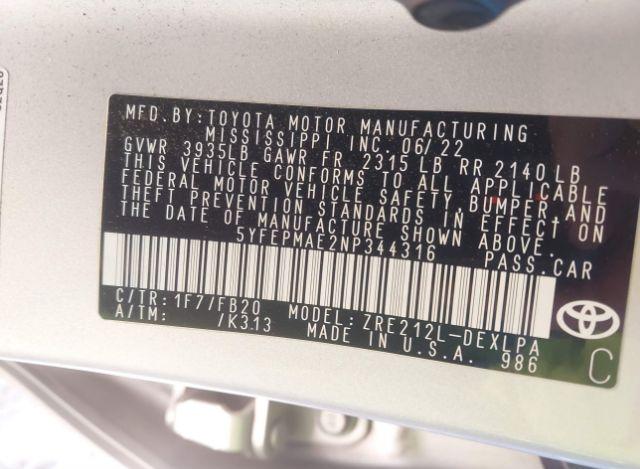 MFD. BY: TOYOTA MOTOR MANUFACTURING
MISSISSIPPI INC. 06/22
GVWR 3935LB GAWR FR 2315 LB RR 2140 LB
THIS VEHICLE CONFORMS TO ALL APPLICABLE
FEDERAL MOTOR VEHICLE SAFETY, BUMPER AND
THEFT PREVENTION STANDARDS IN EFFECT ON
THE DATE OF MANUFACTURE SHOWN ABOVE.
5YFEPMAE2NP344316 PASS. CAR
C/TR: 1F7/FB20 MODEL: ZRE212L-DEXLPA
A/TM: /K313 MADE IN U.S.A. 986
C